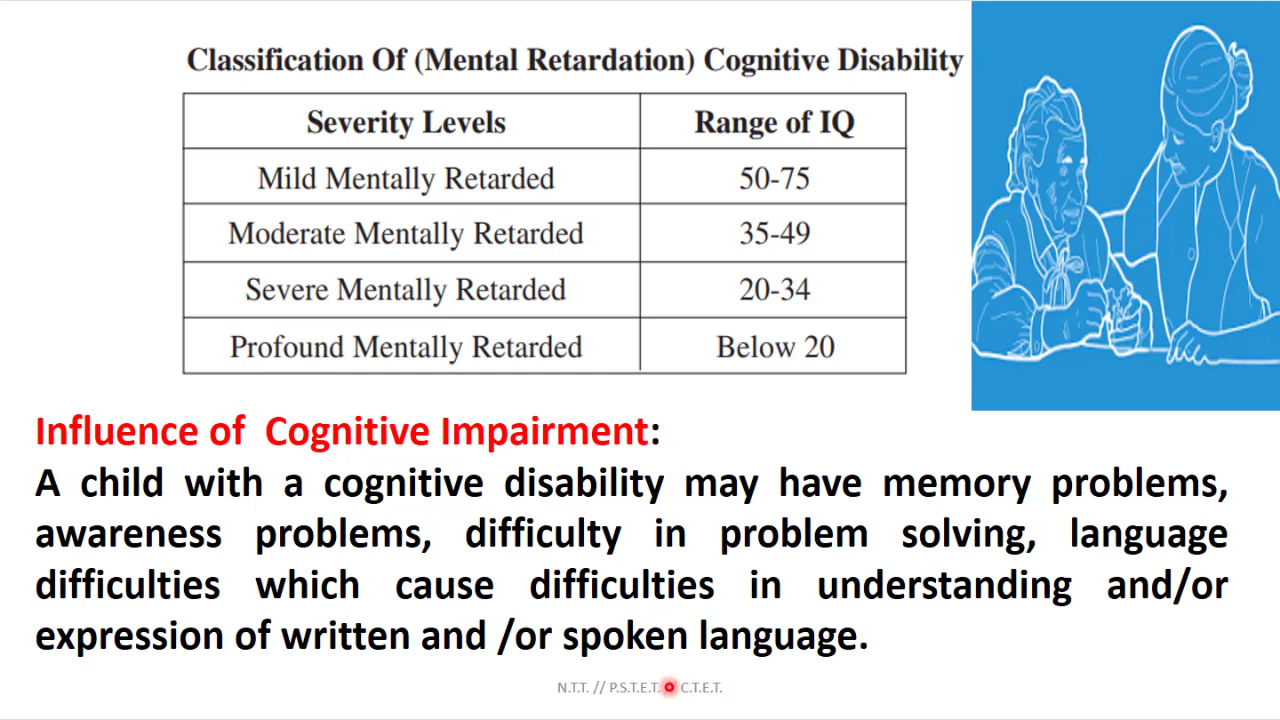 Classification Of (Mental Retardation) Cognitive Disability
Severity Levels Range of IQ
Mild Mentally Retarded 50-75
Moderate Mentally Retarded 35-49
Severe Mentally Retarded 20-34
Profound Mentally Retarded Below 20
Influence of Cognitive Impairment:
A child with a cognitive disability may have memory problems,
awareness problems, difficulty in problem solving, language
difficulties which cause difficulties in understanding and/or
expression of written and /or spoken language.
N.T.T. // P.S.T.E.T. C.T.E.T.